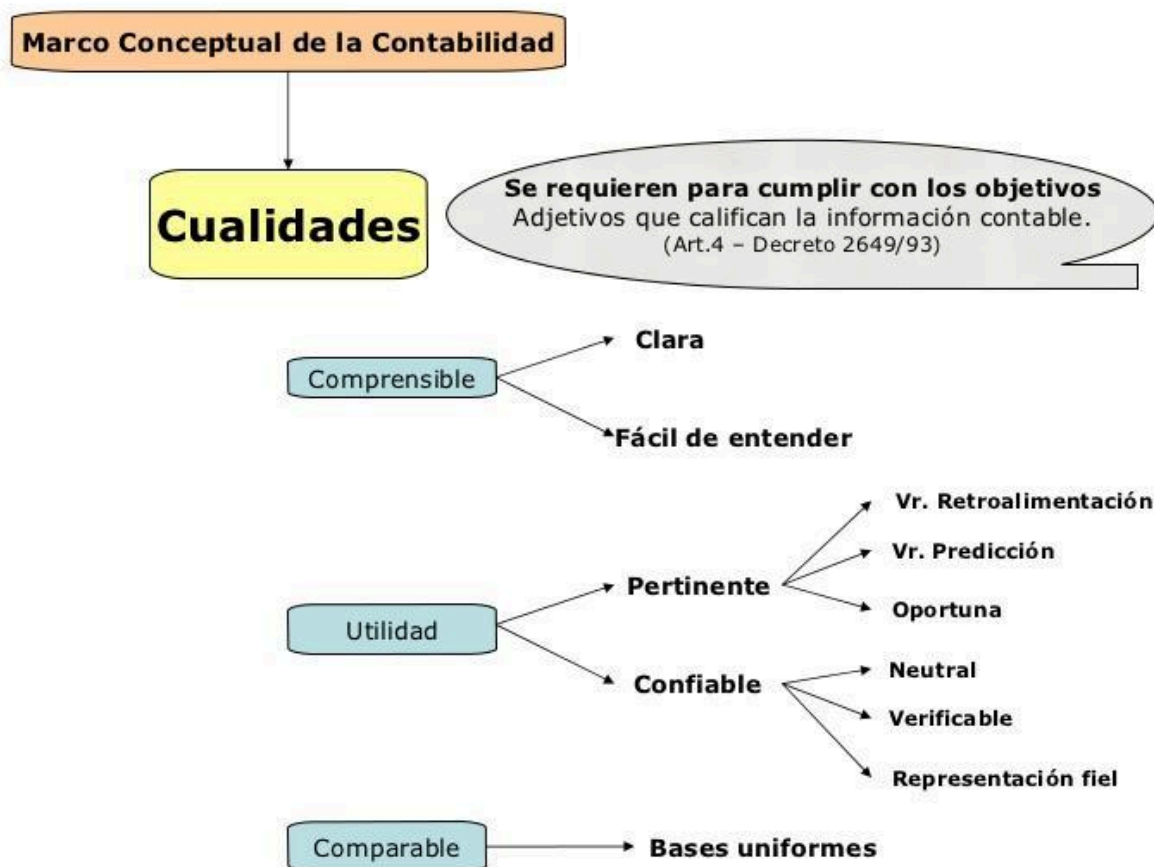 Marco Conceptual de la Contabilidad
Cualidades
Se requieren para cumplir con los objetivos
Adjetivos que califican la información contable.
(Art.4 – Decreto 2649/93)
Comprensible
Clara
Fácil de entender
Utilidad
Pertinente
Vr. Retroalimentación
Vr. Predicción
Oportuna
Confiable
Neutral
Verificable
Representación fiel
Comparable
Bases uniformes